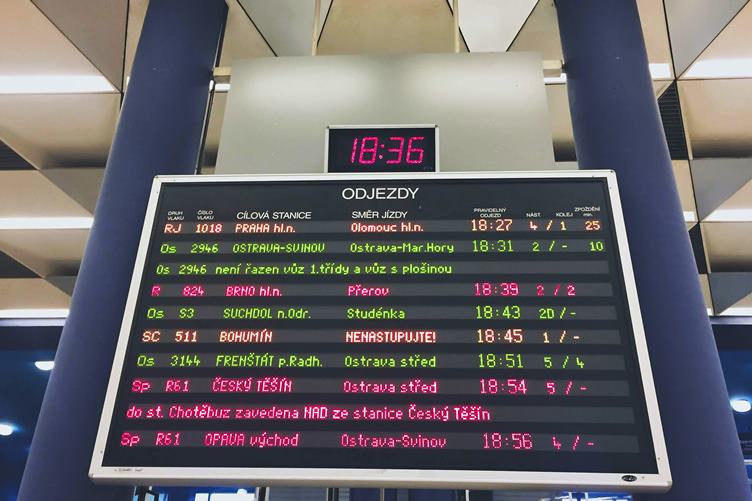 18:36
ODJEZDY
DRUH VLAKU ČÍSLO VLAKU CÍLOVÁ STANICE SMĚR JÍZDY PRAVIDELNÝ ODJEZD NÁST. KOLEJ ZPOŽDĚNÍ min.
RJ 1018 PRAHA hl.n. Olomouc hl.n. 18:27 4 / 1 25
Os 2946 OSTRAVA-SVINOV Ostrava-Mar.Hory 18:31 2 / - 10
Os 2946 není řazen vůz 1.třídy a vůz s plošinou
R 824 BRNO hl.n. Přerov 18:39 2 / 2
Os S3 SUCHDOL n.Odr. Studénka 18:43 2D / -
SC 511 BOHUMÍN NENASTUPUJTE! 18:45 1 / -
Os 3144 FRENŠTÁT p.Radh. Ostrava střed 18:51 5 / 4
Sp R61 ČESKÝ TĚŠÍN Ostrava střed 18:54 5 / -
do st. Chotěbuz zavedena NAD ze stanice Český Těšín
Sp R61 OPAVA východ Ostrava-Svinov 18:56 4 / -